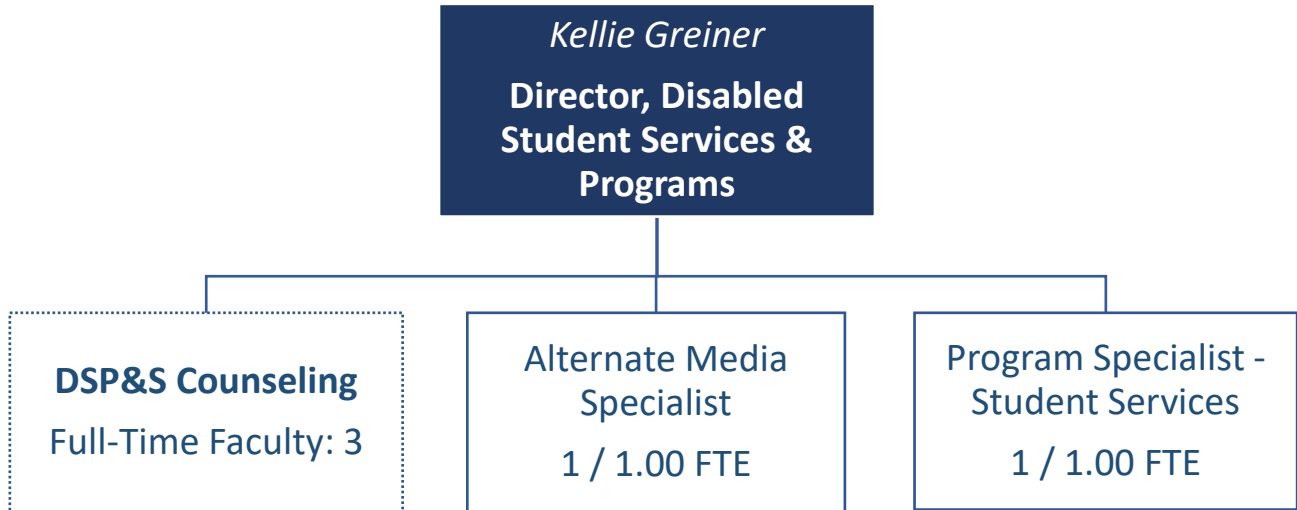 Kellie Greiner
Director, Disabled
Student Services &
Programs
DSP&S Counseling
Full-Time Faculty: 3
Alternate Media
Specialist
1 / 1.00 FTE
Program Specialist -
Student Services
1 / 1.00 FTE